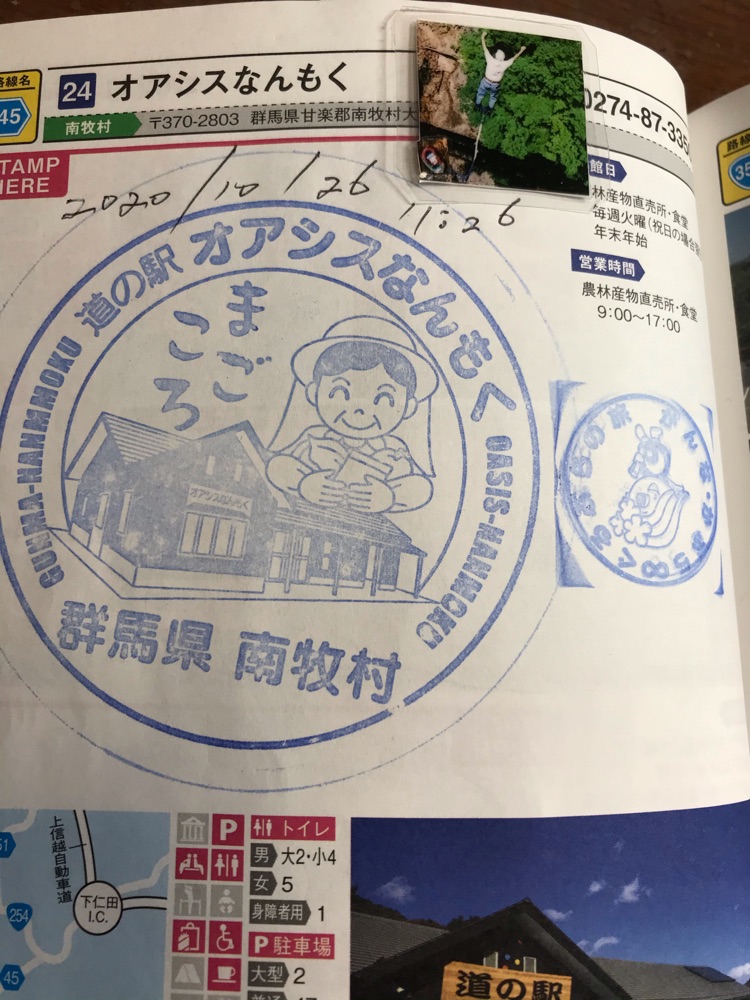 路線名
45
24 オアシスなんもく
南牧村 〒370-2803 群馬県甘楽郡南牧村大
0274-87-335
STAMP
HERE
2020/10/26
11:26
館日
林産物直売所・食堂
毎週火曜(祝日の場合
年末年始
営業時間
農林産物直売所・食堂
9:00～17:00
路線
35
道の駅 オアシスなんもく
まごころ
オアシスなんもく
GUNMA-NANMOKU
OASIS-NANMOKU
群馬県 南牧村
上信越自動車道
下仁田
I.C.
254
45
51
トイレ
男 大2・小4
女 5
身障者用 1
P 駐車場
大型 2
道の駅